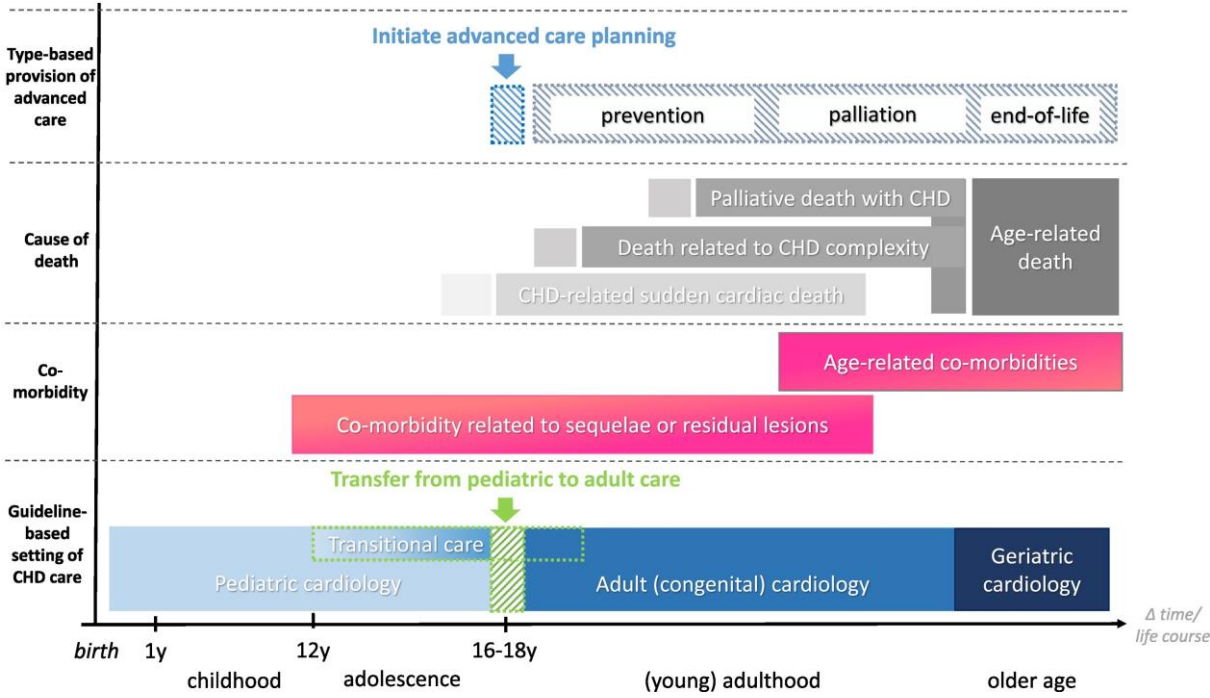 Initiate advanced care planning
Type-based
provision of
advanced
care
prevention
palliation
end-of-life
Cause of
death
Palliative death with CHD
Death related to CHD complexity
CHD-related sudden cardiac death
Age-related
death
Co-
morbidity
Age-related co-morbidities
Co-morbidity related to sequelae or residual lesions
Transfer from pediatric to adult care
Guideline-
based
setting of
CHD care
Transitional care
Pediatric cardiology
Adult (congenital) cardiology
Geriatric
cardiology
Δ time/
life course
birth
1y
12y
16-18y
childhood
adolescence
(young) adulthood
older age